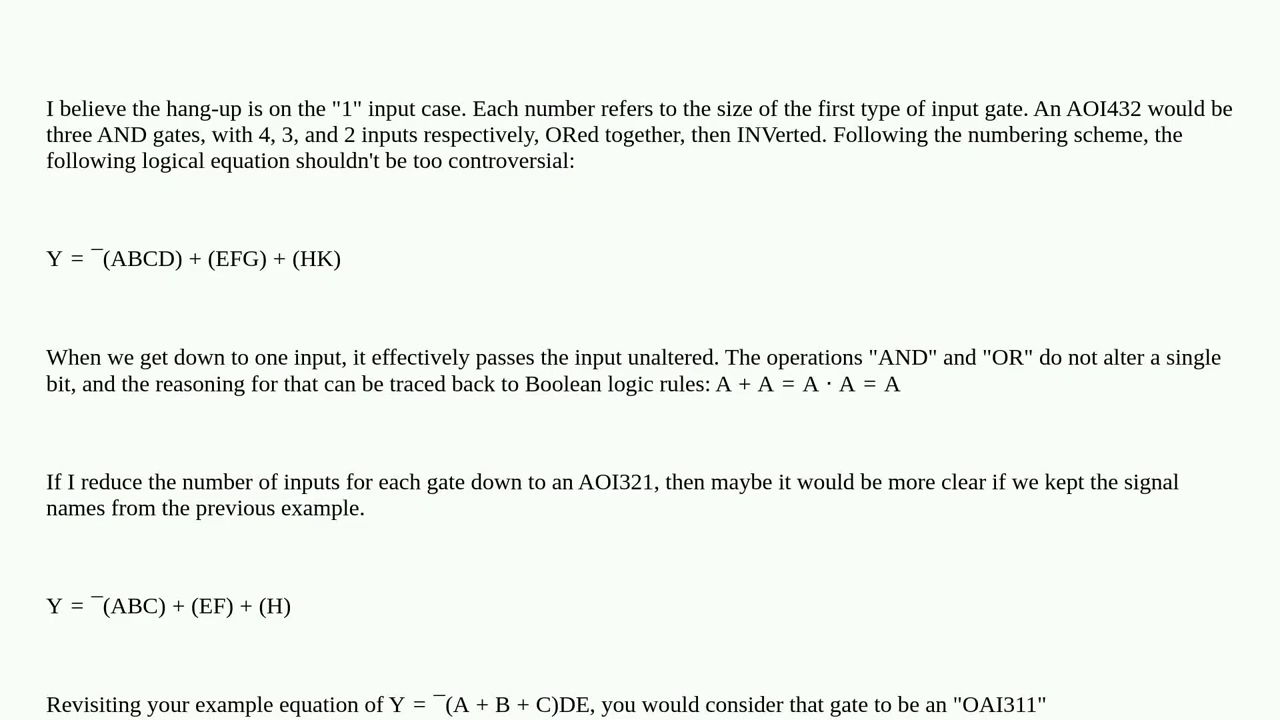 I believe the hang-up is on the "1" input case. Each number refers to the size of the first type of input gate. An AOI432 would be
three AND gates, with 4, 3, and 2 inputs respectively, ORed together, then INVerted. Following the numbering scheme, the
following logical equation shouldn't be too controversial:
Y = ¯(ABCD) + (EFG) + (HK)
When we get down to one input, it effectively passes the input unaltered. The operations "AND" and "OR" do not alter a single
bit, and the reasoning for that can be traced back to Boolean logic rules: A + A = A · A = A
If I reduce the number of inputs for each gate down to an AOI321, then maybe it would be more clear if we kept the signal
names from the previous example.
Y = ¯(ABC) + (EF) + (H)
Revisiting your example equation of Y = ¯(A + B + C)DE, you would consider that gate to be an "OAI311"